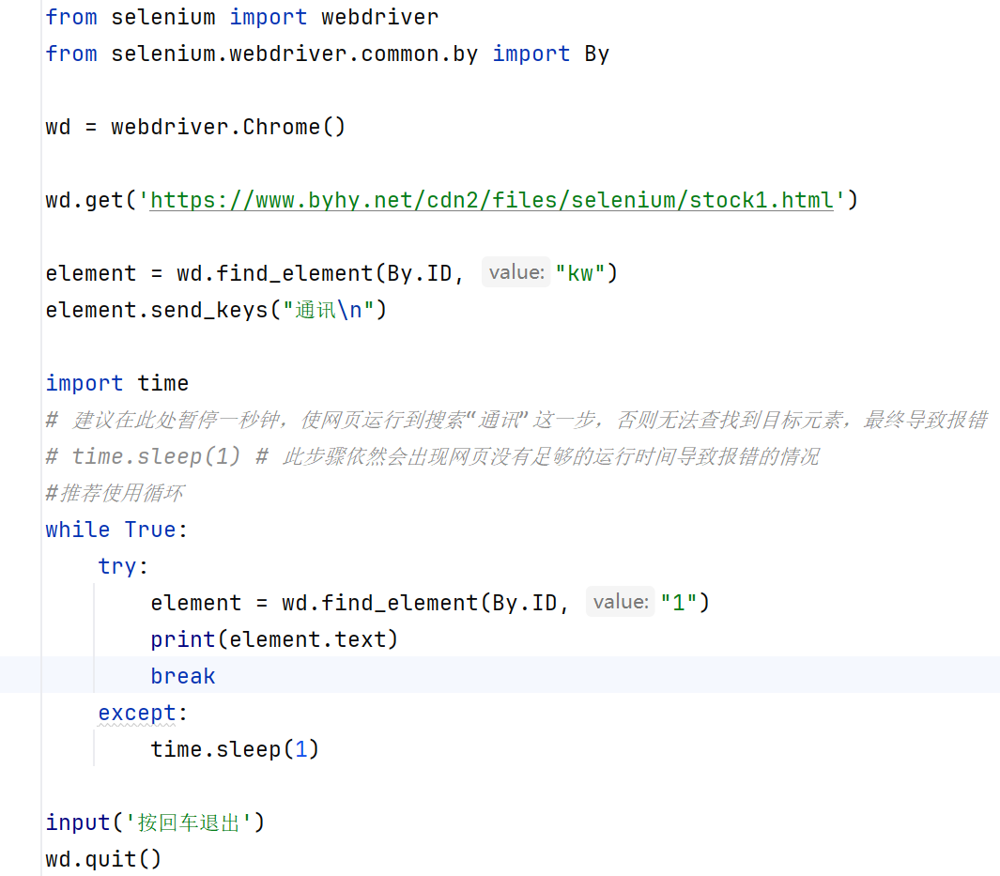 from selenium import webdriver
from selenium.webdriver.common.by import By
wd = webdriver.Chrome()
wd.get('https://www.byhy.net/cdn2/files/selenium/stock1.html')
element = wd.find_element(By.ID, value: "kw")
element.send_keys("通讯\n")
import time
# 建议在此处暂停一秒钟，使网页运行到搜索“通讯”这一步，否则无法查找到目标元素，最终导致报错
# time.sleep(1) # 此步骤依然会出现网页没有足够的运行时间导致报错的情况
#推荐使用循环
while True:
    try:
        element = wd.find_element(By.ID, value: "1")
        print(element.text)
        break
    except:
        time.sleep(1)
input('按回车退出')
wd.quit()